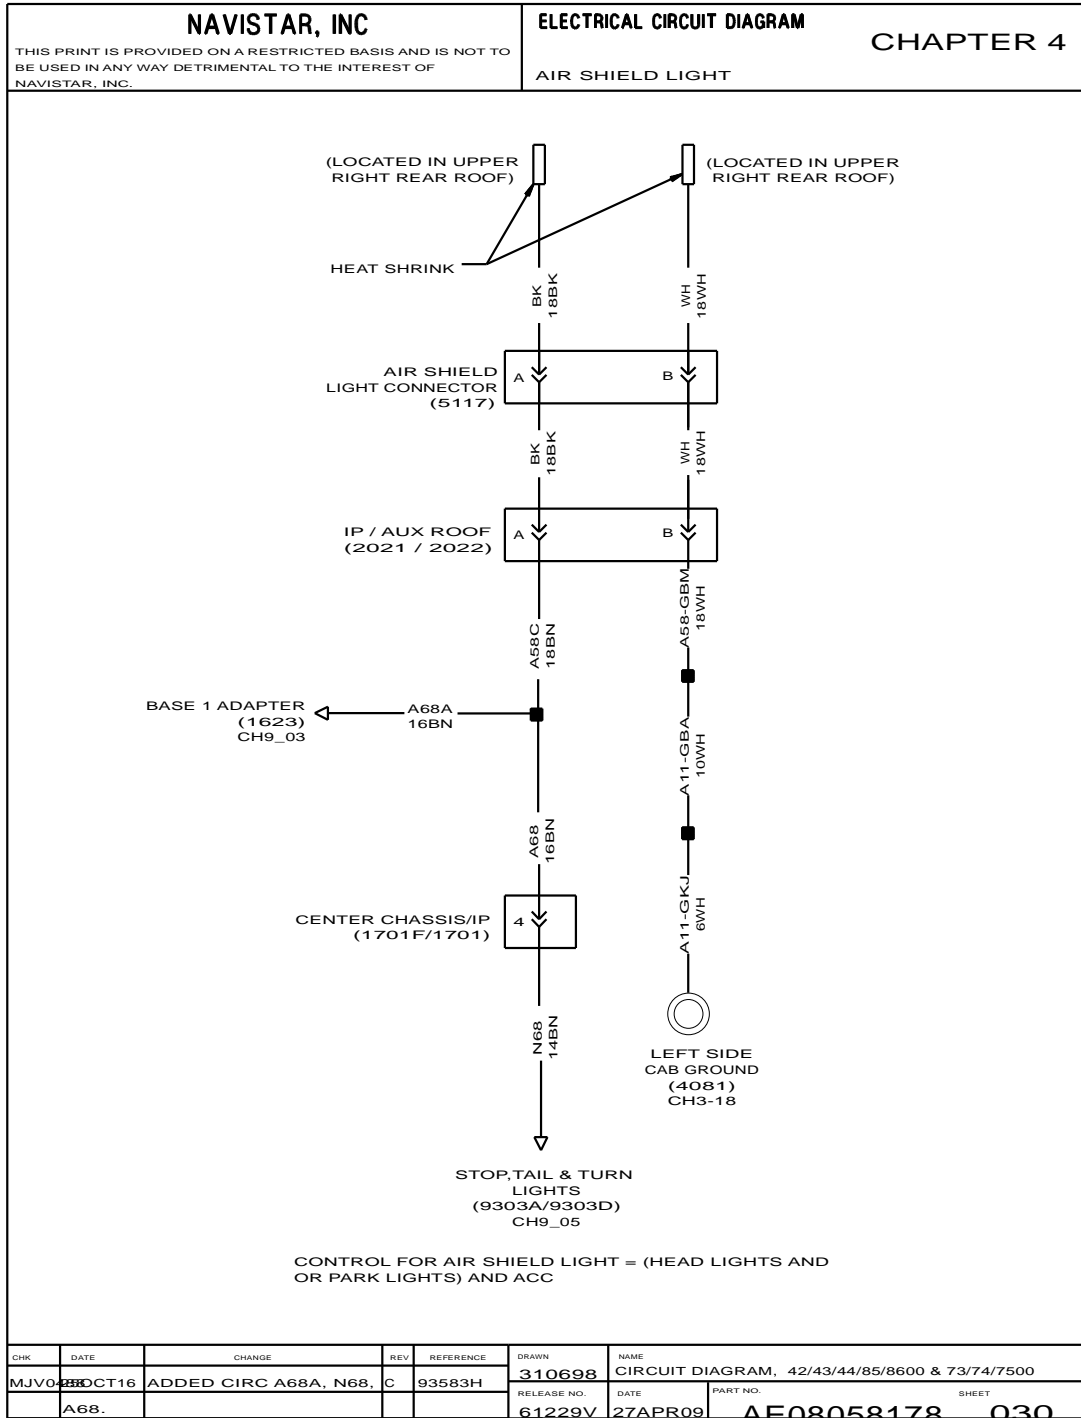 NAVISTAR, INC
THIS PRINT IS PROVIDED ON A RESTRICTED BASIS AND IS NOT TO
BE USED IN ANY WAY DETRIMENTAL TO THE INTEREST OF
NAVISTAR, INC.
ELECTRICAL CIRCUIT DIAGRAM
CHAPTER 4
AIR SHIELD LIGHT
(LOCATED IN UPPER
RIGHT REAR ROOF)
(LOCATED IN UPPER
RIGHT REAR ROOF)
HEAT SHRINK
BK
18BK
WH
18WH
AIR SHIELD
LIGHT CONNECTOR
(5117)
A
B
BK
18BK
WH
18WH
IP / AUX ROOF
(2021 / 2022)
A
B
A58C
18BN
A58-GBM
18WH
BASE 1 ADAPTER
(1623)
CH9_03
A68A
16BN
A11-GBA
10WH
A68
16BN
A11-GKJ
6WH
CENTER CHASSIS/IP
(1701F/1701)
4
N68
14BN
LEFT SIDE
CAB GROUND
(4081)
CH3-18
STOP,TAIL & TURN
LIGHTS
(9303A/9303D)
CH9_05
CONTROL FOR AIR SHIELD LIGHT = (HEAD LIGHTS AND
OR PARK LIGHTS) AND ACC
CHK DATE CHANGE REV REFERENCE
OCT16 ADDED CIRC A68A, N68, C 93583H
A68.
DRAWN
310698
NAME
CIRCUIT DIAGRAM, 42/43/44/85/8600 & 73/74/7500
RELEASE NO.
61229V
DATE
27APR09
PART NO.
AE08058178
SHEET
030